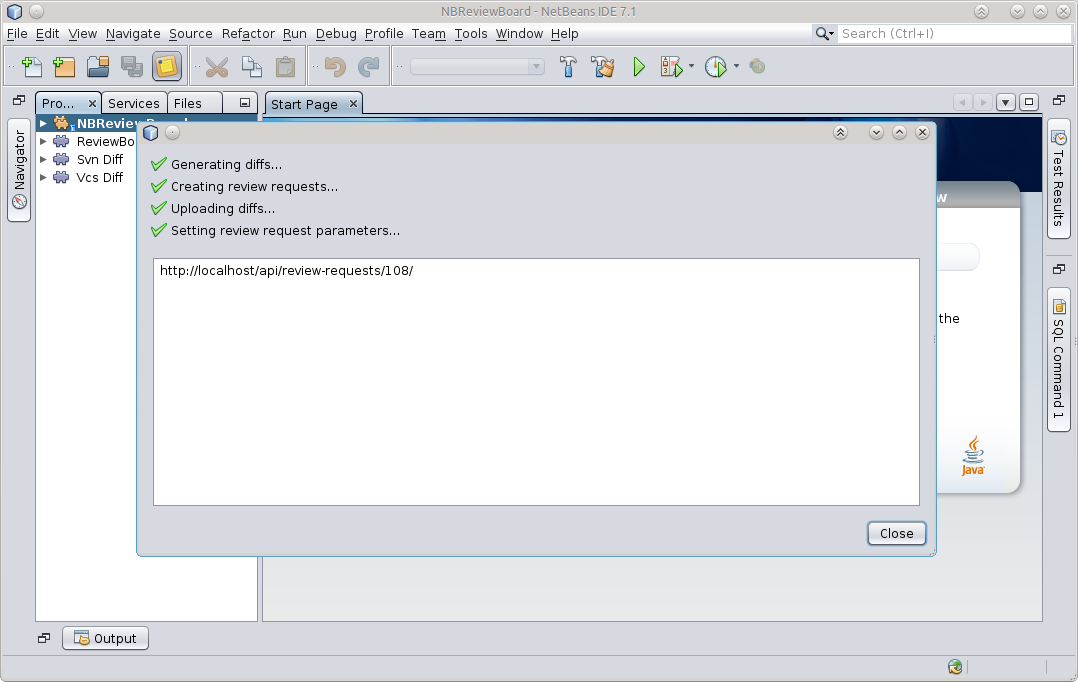 NBReviewBoard - NetBeans IDE 7.1
File Edit View Navigate Source Refactor Run Debug Profile Team Tools Window Help
Search (Ctrl+I)
Pro...
Services
Files
Start Page
Navigator
NBReview
ReviewBo
Svn Diff
Vcs Diff
Generating diffs...
Creating review requests...
Uploading diffs...
Setting review request parameters...
http://localhost/api/review-requests/108/
Close
the
Java
Test Results
SQL Command 1
Output